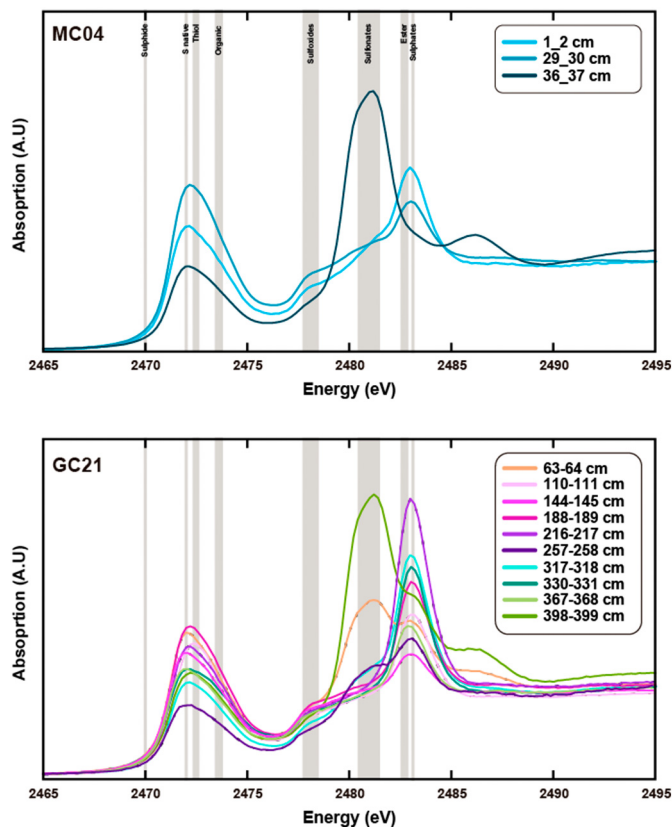 MC04
Sulphide
S native
Thiol
Organic
Sulfoxides
Sulfonates
Ester
Sulphates
1_2 cm
29_30 cm
36_37 cm
Absoprtion (A.U)
2465 2470 2475 2480 2485 2490 2495
Energy (eV)
GC21
63-64 cm
110-111 cm
144-145 cm
188-189 cm
216-217 cm
257-258 cm
317-318 cm
330-331 cm
367-368 cm
398-399 cm
Absoprtion (A.U)
2465 2470 2475 2480 2485 2490 2495
Energy (eV)